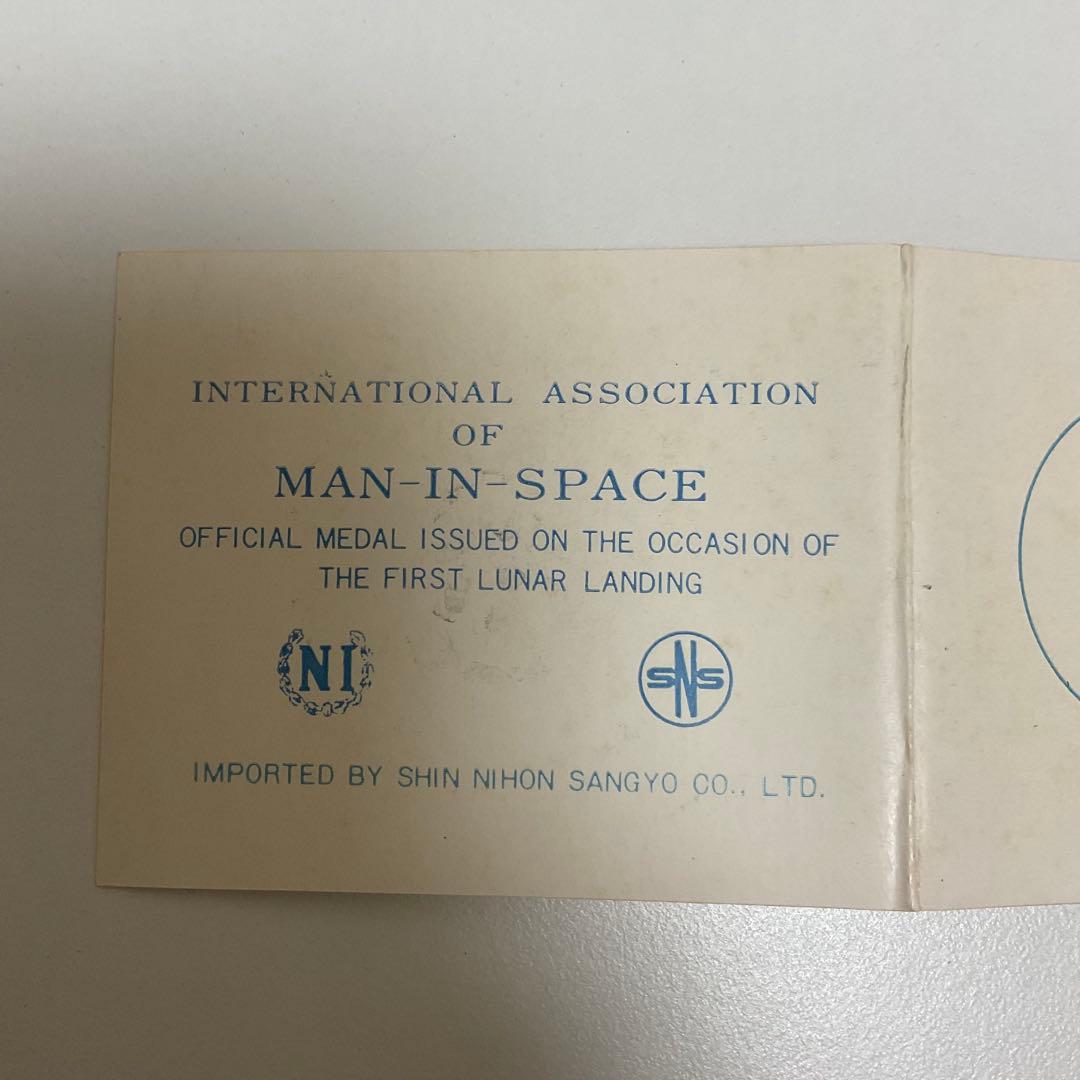 INTERNATIONAL ASSOCIATION
OF
MAN-IN-SPACE
OFFICIAL MEDAL ISSUED ON THE OCCASION OF
THE FIRST LUNAR LANDING
NI
SNS
IMPORTED BY SHIN NIHON SANGYO CO., LTD.